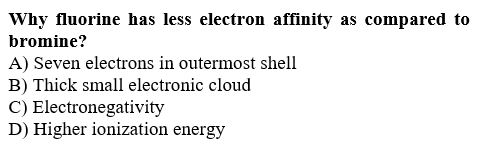 Why fluorine has less electron affinity as compared to
bromine?
A) Seven electrons in outermost shell
B) Thick small electronic cloud
C) Electronegativity
D) Higher ionization energy